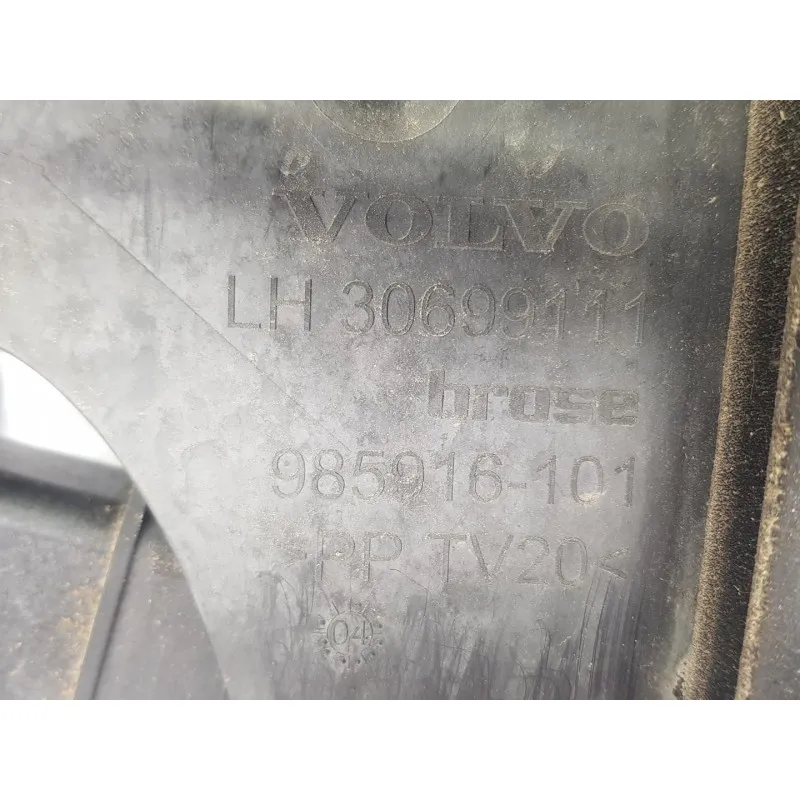 VOLVO
LH 30699111
brose
985916-101
>PP TV20<
04